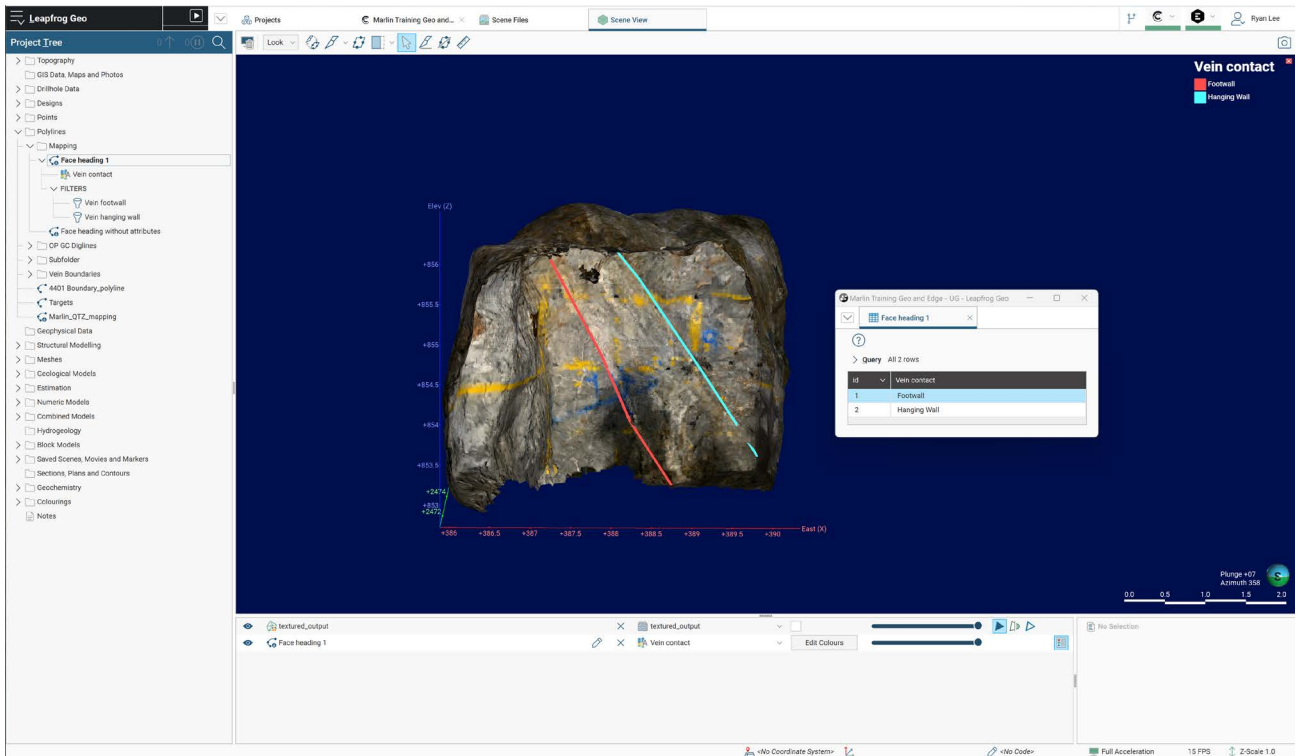 Leapfrog Geo
Projects
Marlin Training Geo and...
Scene Files
Scene View
Ryan Lee
Project Tree
0
0
Look
Topography
GIS Data, Maps and Photos
Drillhole Data
Designs
Points
Polylines
Mapping
Face heading 1
Vein contact
FILTERS
Vein footwall
Vein hanging wall
Face heading without attributes
OP GC Diglines
Subfolder
Vein Boundaries
4401 Boundary_polyline
Targets
Marlin_QTZ_mapping
Geophysical Data
Structural Modelling
Meshes
Geological Models
Estimation
Numeric Models
Combined Models
Hydrogeology
Block Models
Saved Scenes, Movies and Markers
Sections, Plans and Contours
Geochemistry
Colourings
Notes
Vein contact
Footwall
Hanging Wall
Elev (Z)
+856
+855.5
+855
+854.5
+854
+853.5
+2474
+853
+2472
+386 +386.5 +387 +387.5 +388 +388.5 +389 +389.5 +390
East (X)
Marlin Training Geo and Edge - UG - Leapfrog Geo
Face heading 1
Query All 2 rows
id Vein contact
1 Footwall
2 Hanging Wall
Plunge +07
Azimuth 358
S
0.0 0.5 1.0 1.5 2.0
textured_output textured_output
Face heading 1 Vein contact Edit Colours
No Selection
<No Coordinate System>
<No Code>
Full Acceleration
15 FPS
Z-Scale 1.0